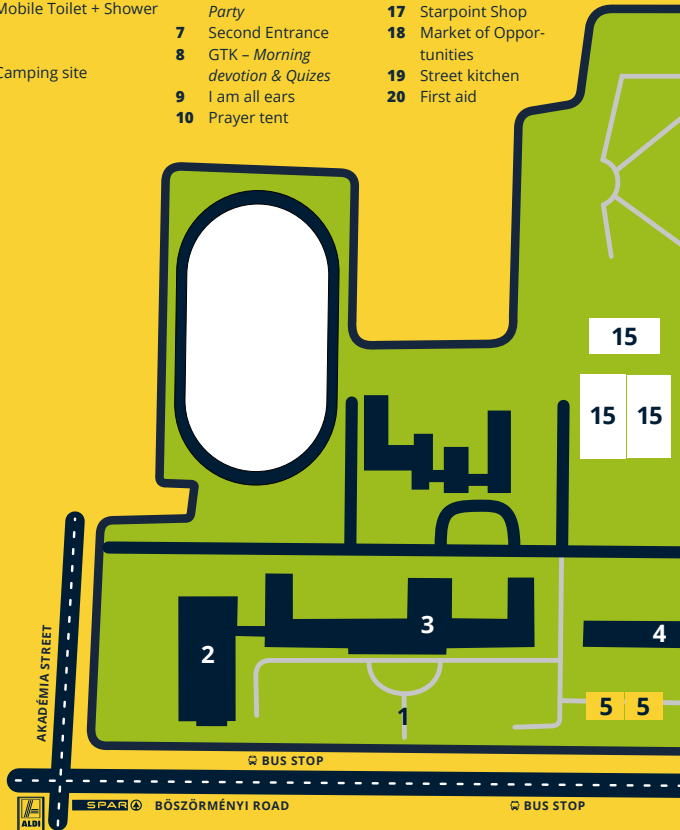 Mobile Toilet + Shower
Camping site
Party
7 Second Entrance
8 GTK – Morning
devotion & Quizes
9 I am all ears
10 Prayer tent
17 Starpoint Shop
18 Market of Oppor-
tunities
19 Street kitchen
20 First aid
15
15 15
2
3
4
1
5 5
AKADÉMIA STREET
BUS STOP
ALDI
SPAR
BÖSZÖRMÉNYI ROAD
BUS STOP